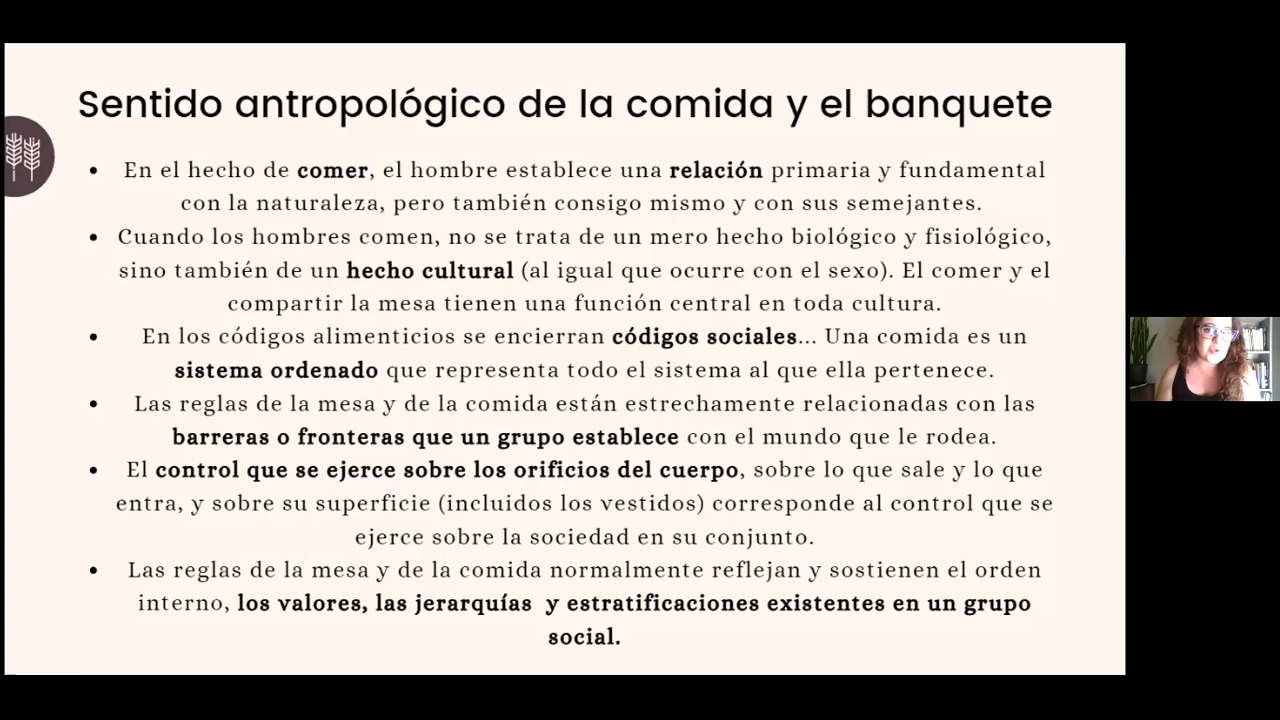 Sentido antropológico de la comida y el banquete
• En el hecho de comer, el hombre establece una relación primaria y fundamental
con la naturaleza, pero también consigo mismo y con sus semejantes.
• Cuando los hombres comen, no se trata de un mero hecho biológico y fisiológico,
sino también de un hecho cultural (al igual que ocurre con el sexo). El comer y el
compartir la mesa tienen una función central en toda cultura.
• En los códigos alimenticios se encierran códigos sociales... Una comida es un
sistema ordenado que representa todo el sistema al que ella pertenece.
• Las reglas de la mesa y de la comida están estrechamente relacionadas con las
barreras o fronteras que un grupo establece con el mundo que le rodea.
• El control que se ejerce sobre los orificios del cuerpo, sobre lo que sale y lo que
entra, y sobre su superficie (incluidos los vestidos) corresponde al control que se
ejerce sobre la sociedad en su conjunto.
• Las reglas de la mesa y de la comida normalmente reflejan y sostienen el orden
interno, los valores, las jerarquías y estratificaciones existentes en un grupo
social.